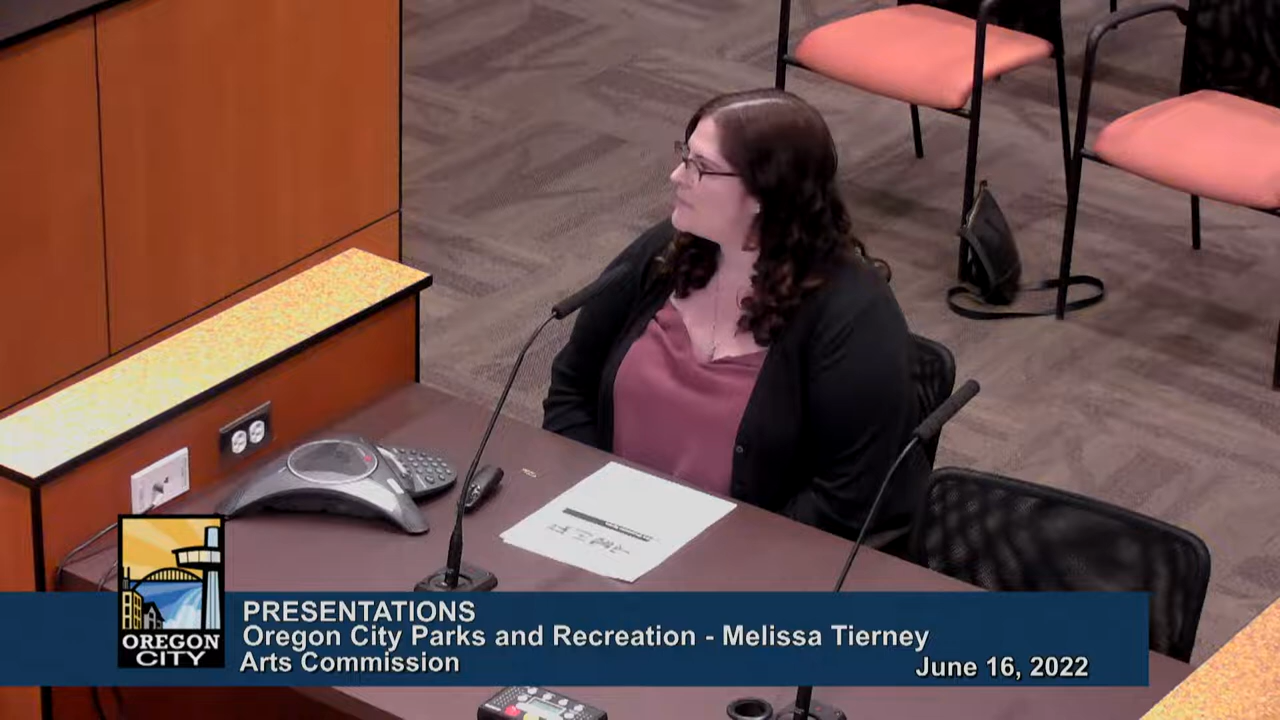 PRESENTATIONS
Oregon City Parks and Recreation - Melissa Tierney
Arts Commission
June 16, 2022
OREGON
CITY